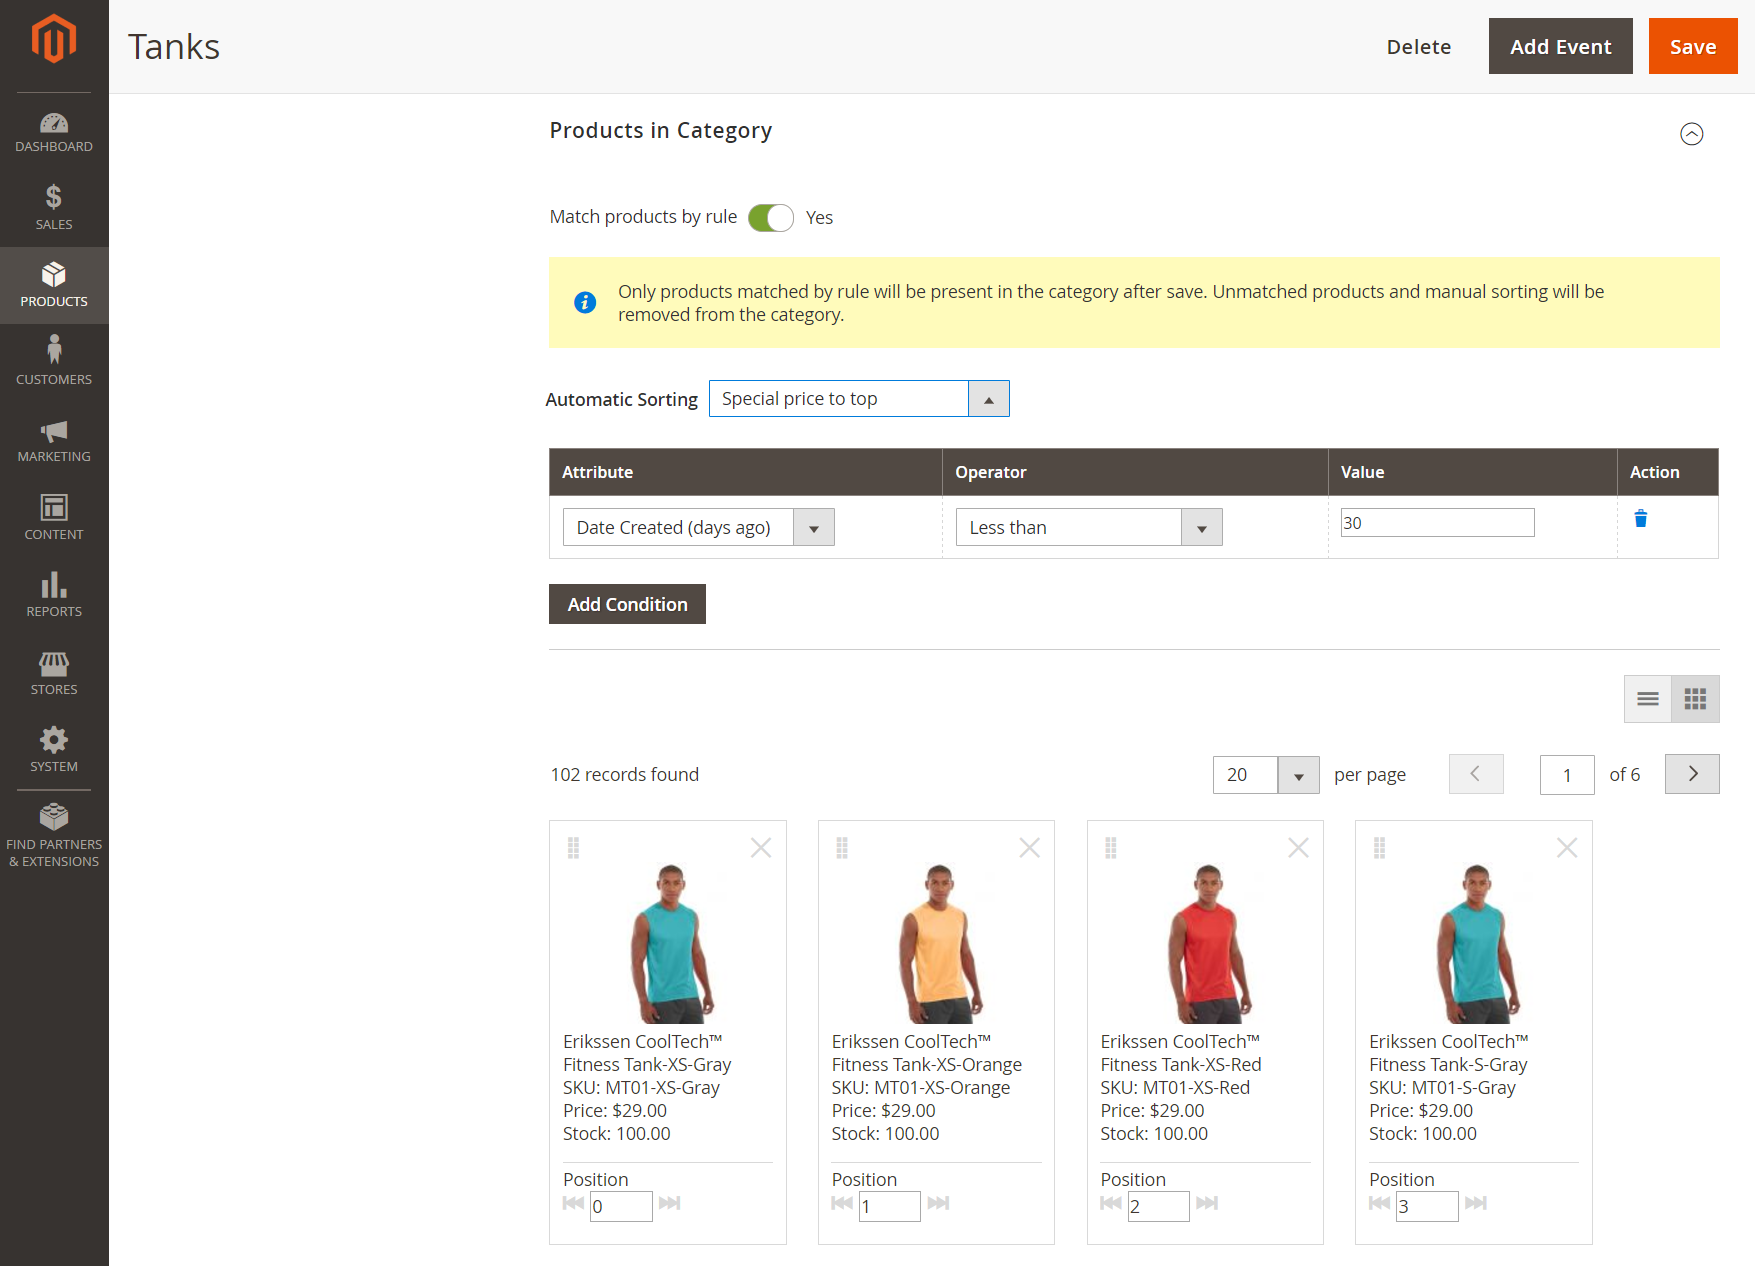 Tanks
Delete
Add Event
Save
DASHBOARD
SALES
PRODUCTS
CUSTOMERS
MARKETING
CONTENT
REPORTS
STORES
SYSTEM
FIND PARTNERS
& EXTENSIONS
Products in Category
Match products by rule
Yes
Only products matched by rule will be present in the category after save. Unmatched products and manual sorting will be
removed from the category.
Automatic Sorting
Special price to top
Attribute
Operator
Value
Action
Date Created (days ago)
Less than
30
Add Condition
102 records found
20
per page
1
of 6
Erikssen CoolTech™
Fitness Tank-XS-Gray
SKU: MT01-XS-Gray
Price: $29.00
Stock: 100.00
Position
0
Erikssen CoolTech™
Fitness Tank-XS-Orange
SKU: MT01-XS-Orange
Price: $29.00
Stock: 100.00
Position
1
Erikssen CoolTech™
Fitness Tank-XS-Red
SKU: MT01-XS-Red
Price: $29.00
Stock: 100.00
Position
2
Erikssen CoolTech™
Fitness Tank-S-Gray
SKU: MT01-S-Gray
Price: $29.00
Stock: 100.00
Position
3